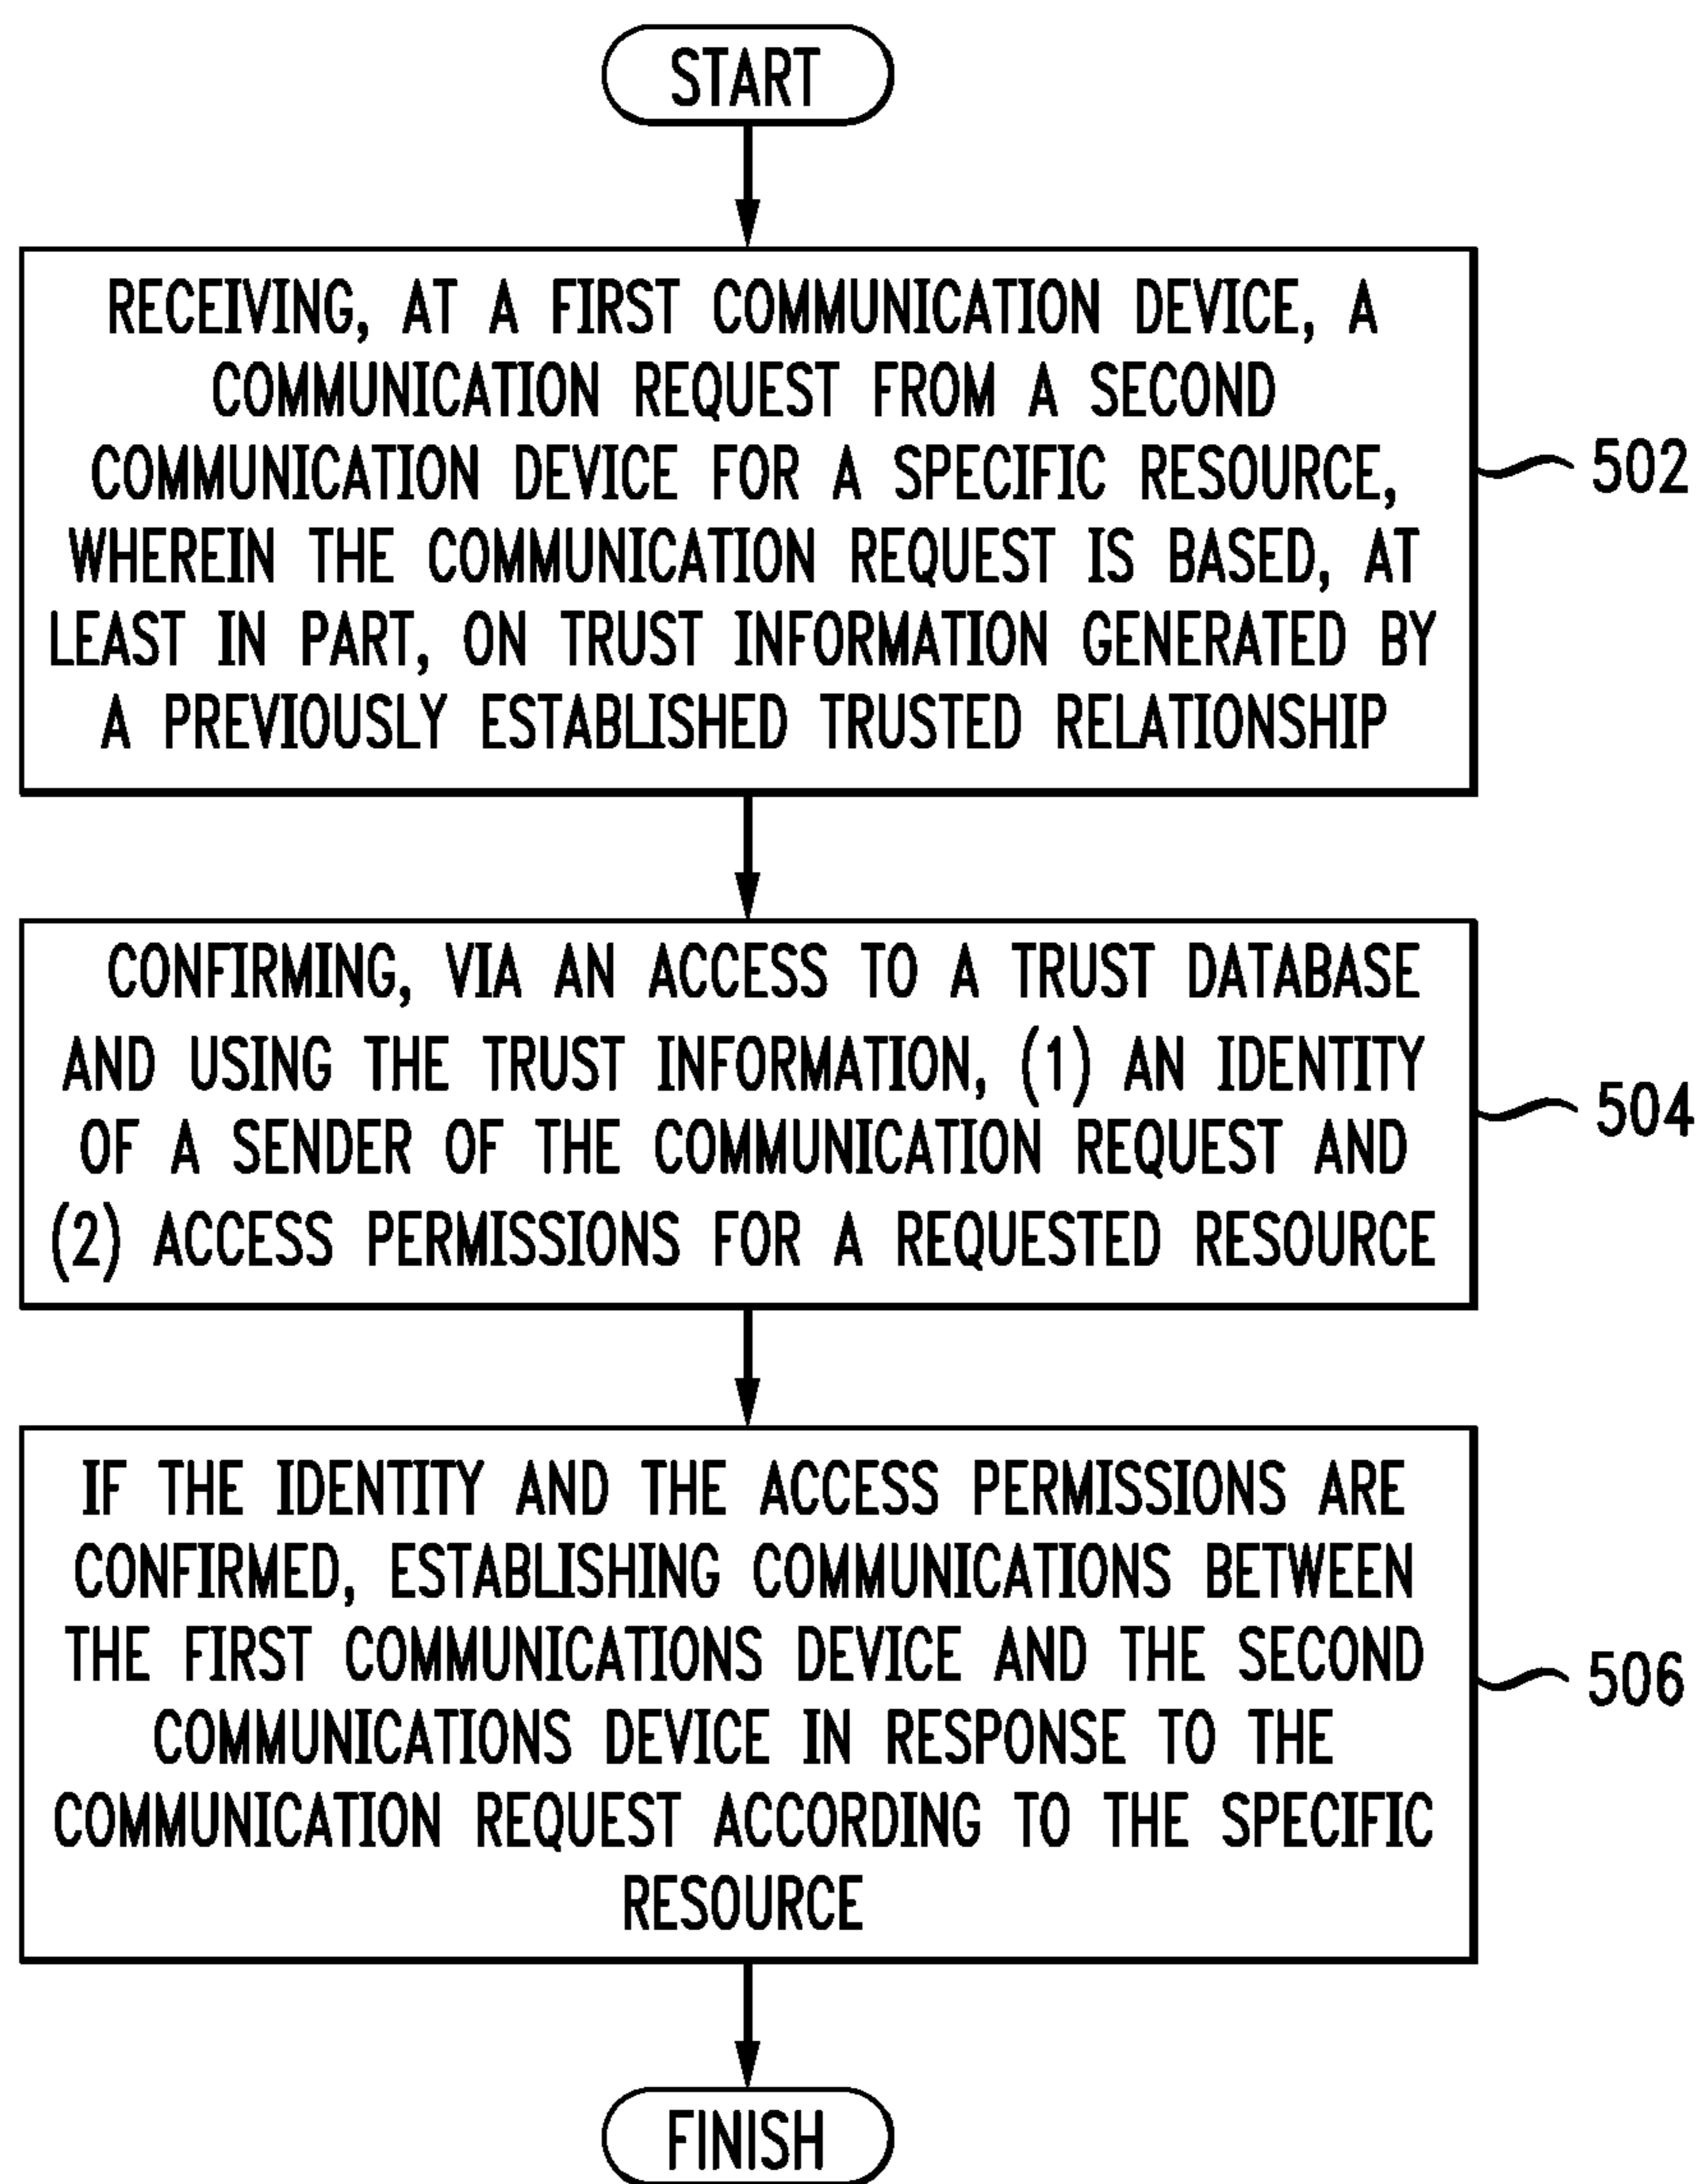 START
RECEIVING, AT A FIRST COMMUNICATION DEVICE, A
COMMUNICATION REQUEST FROM A SECOND
COMMUNICATION DEVICE FOR A SPECIFIC RESOURCE,
WHEREIN THE COMMUNICATION REQUEST IS BASED, AT
LEAST IN PART, ON TRUST INFORMATION GENERATED BY
A PREVIOUSLY ESTABLISHED TRUSTED RELATIONSHIP
502
CONFIRMING, VIA AN ACCESS TO A TRUST DATABASE
AND USING THE TRUST INFORMATION, (1) AN IDENTITY
OF A SENDER OF THE COMMUNICATION REQUEST AND
(2) ACCESS PERMISSIONS FOR A REQUESTED RESOURCE
504
IF THE IDENTITY AND THE ACCESS PERMISSIONS ARE
CONFIRMED, ESTABLISHING COMMUNICATIONS BETWEEN
THE FIRST COMMUNICATIONS DEVICE AND THE SECOND
COMMUNICATIONS DEVICE IN RESPONSE TO THE
COMMUNICATION REQUEST ACCORDING TO THE SPECIFIC
RESOURCE
506
FINISH